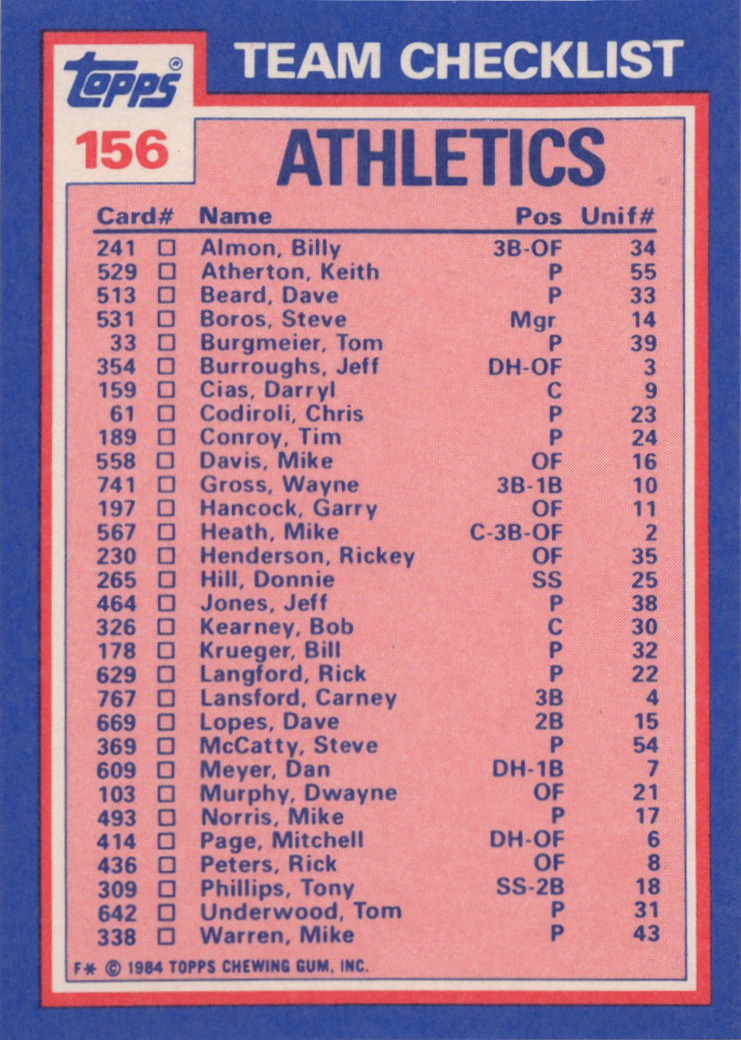 topps®
TEAM CHECKLIST
156
ATHLETICS
Card# Name Pos Unif#
241 □ Almon, Billy 3B-OF 34
529 □ Atherton, Keith P 55
513 □ Beard, Dave P 33
531 □ Boros, Steve Mgr 14
33 □ Burgmeier, Tom P 39
354 □ Burroughs, Jeff DH-OF 3
159 □ Cias, Darryl C 9
61 □ Codiroli, Chris P 23
189 □ Conroy, Tim P 24
558 □ Davis, Mike OF 16
741 □ Gross, Wayne 3B-1B 10
197 □ Hancock, Garry OF 11
567 □ Heath, Mike C-3B-OF 2
230 □ Henderson, Rickey OF 35
265 □ Hill, Donnie SS 25
464 □ Jones, Jeff P 38
326 □ Kearney, Bob C 30
178 □ Krueger, Bill P 32
629 □ Langford, Rick P 22
767 □ Lansford, Carney 3B 4
669 □ Lopes, Dave 2B 15
369 □ McCatty, Steve P 54
609 □ Meyer, Dan DH-1B 7
103 □ Murphy, Dwayne OF 21
493 □ Norris, Mike P 17
414 □ Page, Mitchell DH-OF 6
436 □ Peters, Rick OF 8
309 □ Phillips, Tony SS-2B 18
642 □ Underwood, Tom P 31
338 □ Warren, Mike P 43
F* © 1984 TOPPS CHEWING GUM, INC.